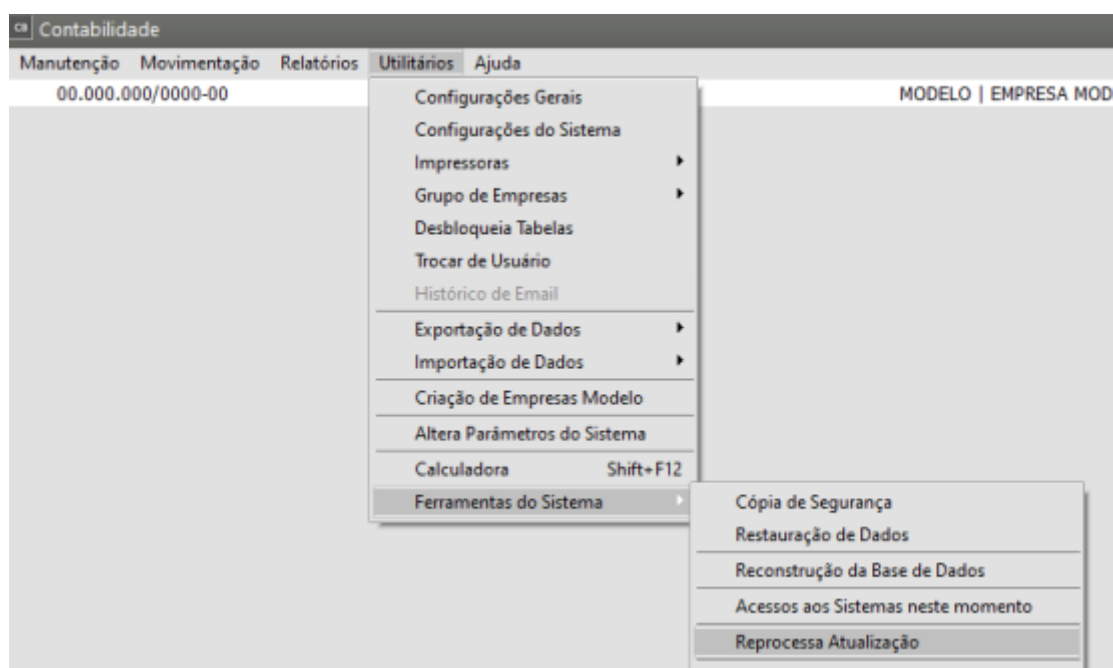 CB Contabilidade
Manutenção Movimentação Relatórios Utilitários Ajuda
00.000.000/0000-00 MODELO | EMPRESA MOD
Configurações Gerais
Configurações do Sistema
Impressoras
Grupo de Empresas
Desbloqueia Tabelas
Trocar de Usuário
Histórico de Email
Exportação de Dados
Importação de Dados
Criação de Empresas Modelo
Altera Parâmetros do Sistema
Calculadora Shift+F12
Ferramentas do Sistema
Cópia de Segurança
Restauração de Dados
Reconstrução da Base de Dados
Acessos aos Sistemas neste momento
Reprocessa Atualização